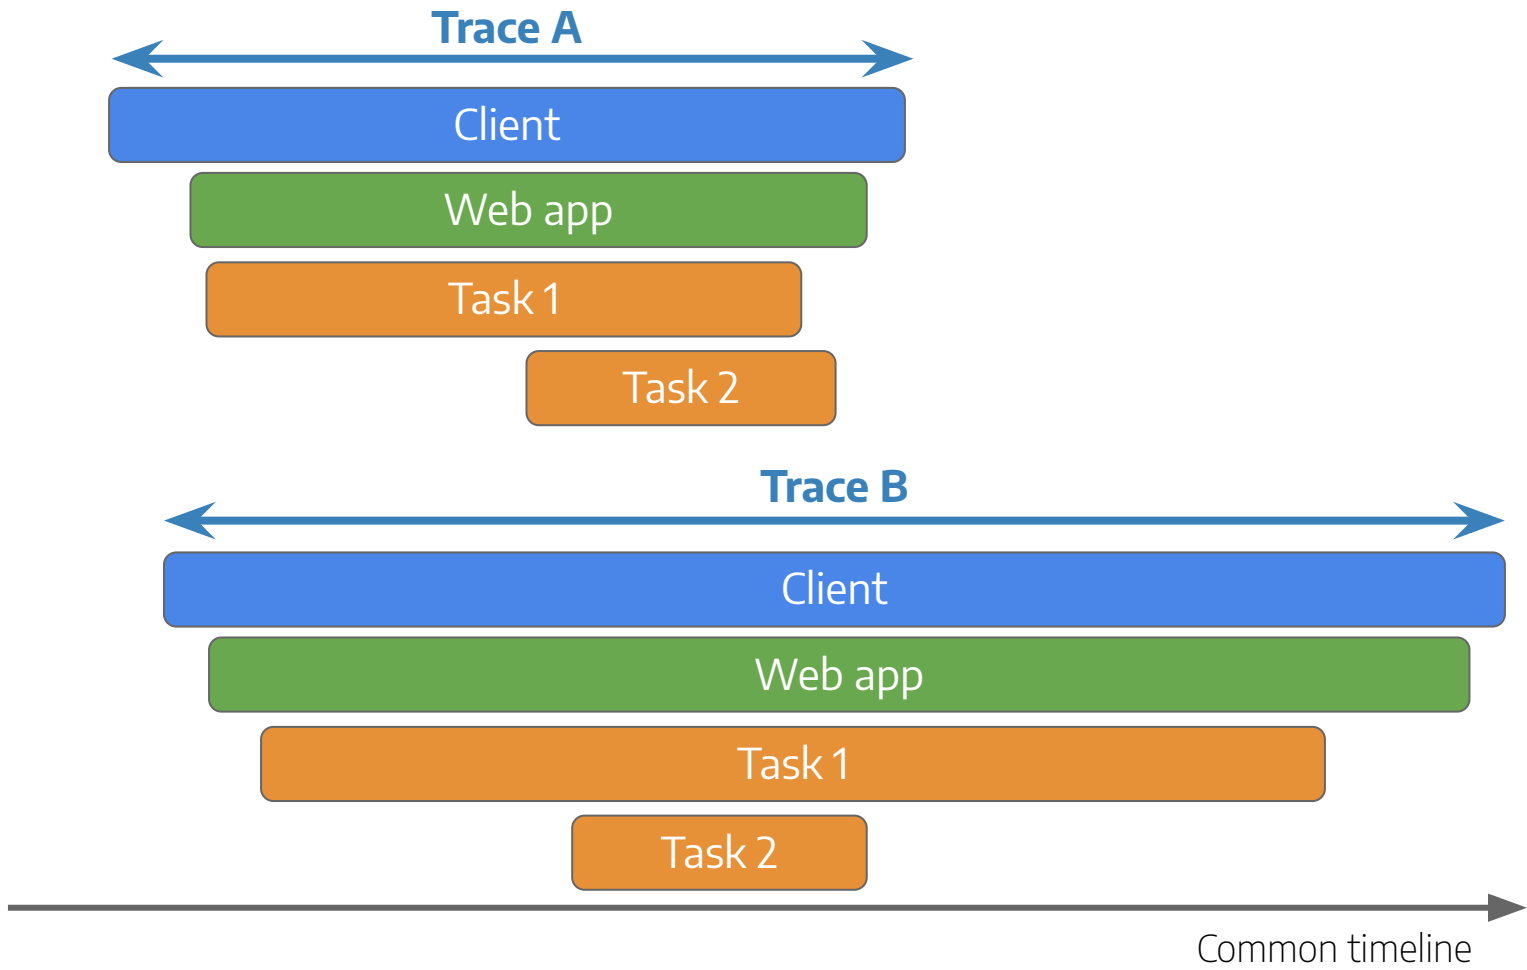 Trace A
Client
Web app
Task 1
Task 2
Trace B
Client
Web app
Task 1
Task 2
Common timeline